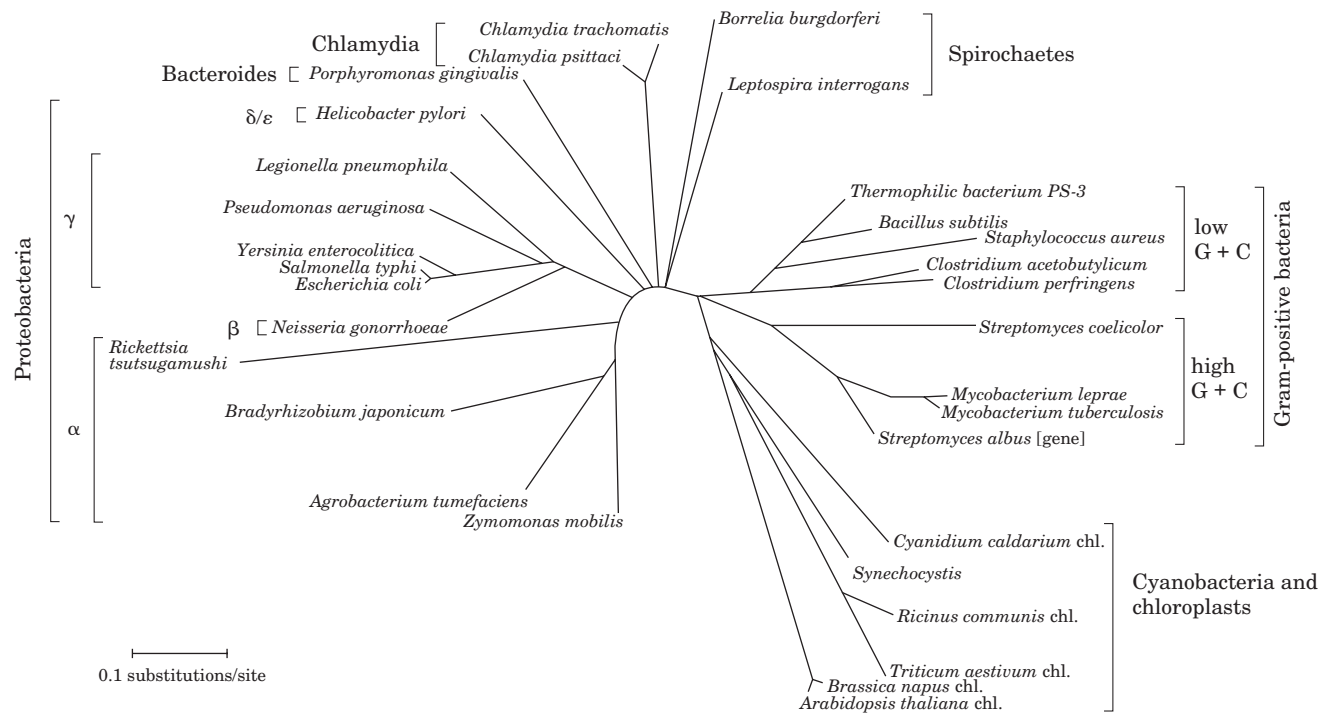 Borrelia burgdorferi
Chlamydia trachomatis
Chlamydia
Chlamydia psittaci
Spirochaetes
Bacteroides
Porphyromonas gingivalis
Leptospira interrogans
δ/ε
Helicobacter pylori
Legionella pneumophila
Thermophilic bacterium PS-3
Pseudomonas aeruginosa
γ
Bacillus subtilis
low
G + C
Staphylococcus aureus
Yersinia enterocolitica
Salmonella typhi
Escherichia coli
Clostridium acetobutylicum
Clostridium perfringens
Gram-positive bacteria
Proteobacteria
β
Neisseria gonorrhoeae
Streptomyces coelicolor
Rickettsia
tsutsugamushi
high
G + C
Mycobacterium leprae
Mycobacterium tuberculosis
Bradyrhizobium japonicum
α
Streptomyces albus [gene]
Agrobacterium tumefaciens
Zymomonas mobilis
Cyanidium caldarium chl.
Synechocystis
Cyanobacteria and
chloroplasts
Ricinus communis chl.
0.1 substitutions/site
Triticum aestivum chl.
Brassica napus chl.
Arabidopsis thaliana chl.